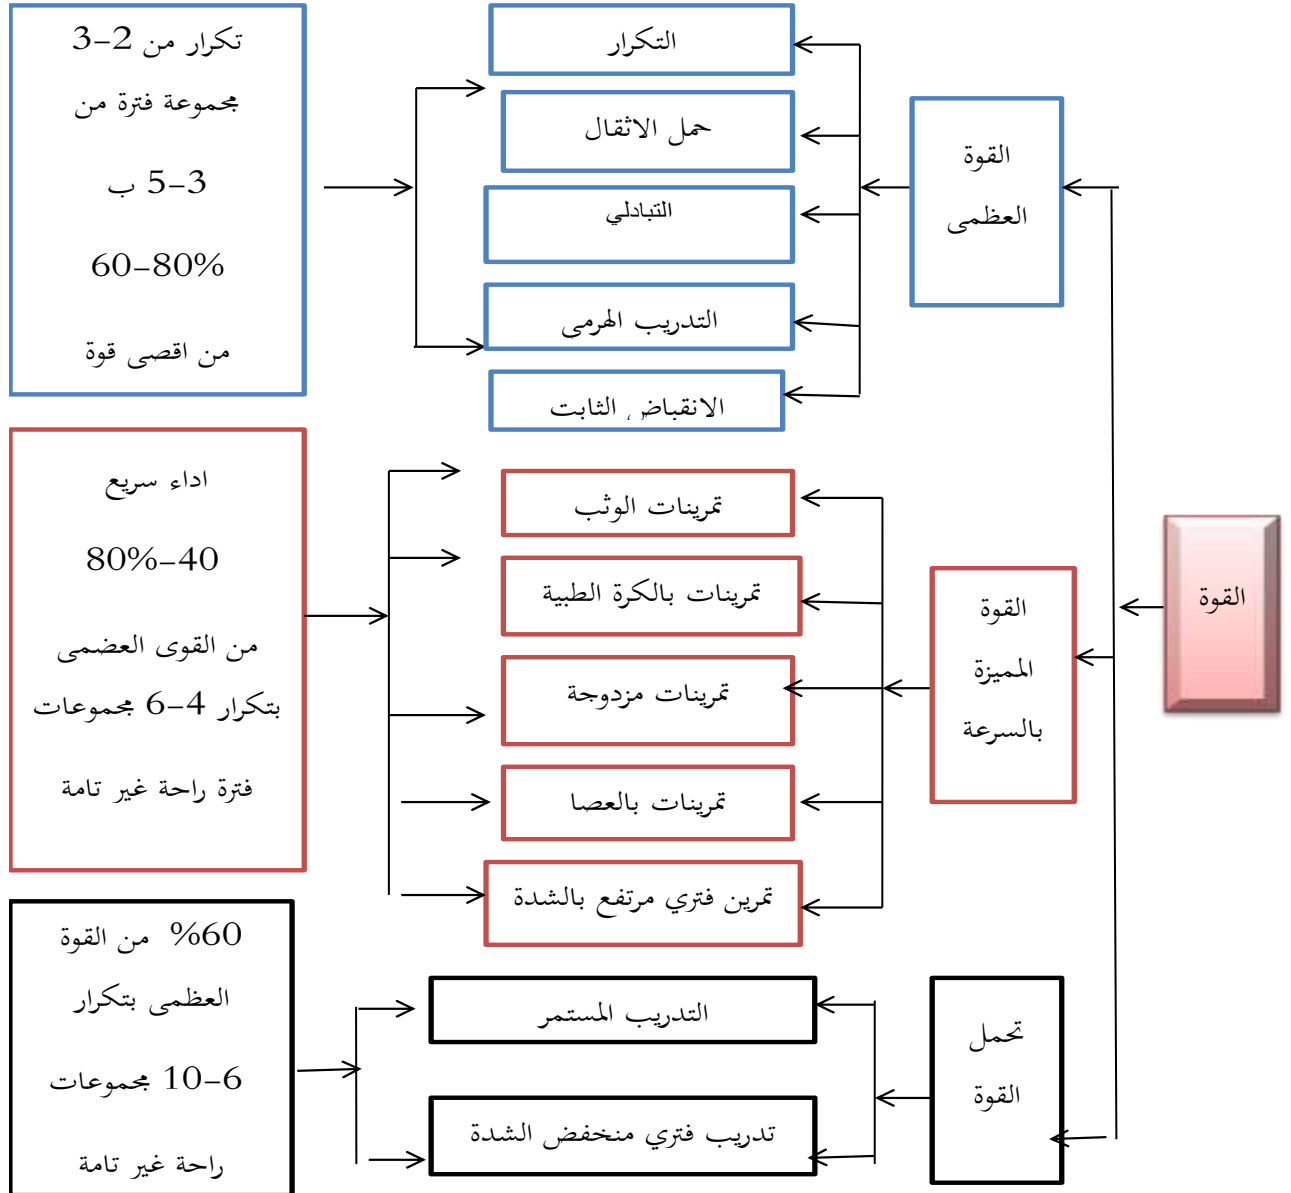 القوة
القوة
العظمى
التكرار
حمل الاثقال
التبادلي
التدريب الهرمى
الانقباض الثابت
تكرار من 2-3
مجموعة فترة من
3-5 ب
60-80%
من اقصى قوة
القوة
المميزة
بالسرعة
تمرينات الوثب
تمرينات بالكرة الطبية
تمرينات مزدوجة
تمرينات بالعصا
تمرين فتري مرتفع بالشدة
اداء سريع
40-80%
من القوى العضمى
بتكرار 4-6 مجموعات
فترة راحة غير تامة
تحمل
القوة
التدريب المستمر
تدريب فتري منخفض الشدة
60% من القوة
العظمى بتكرار
6-10 مجموعات
راحة غير تامة